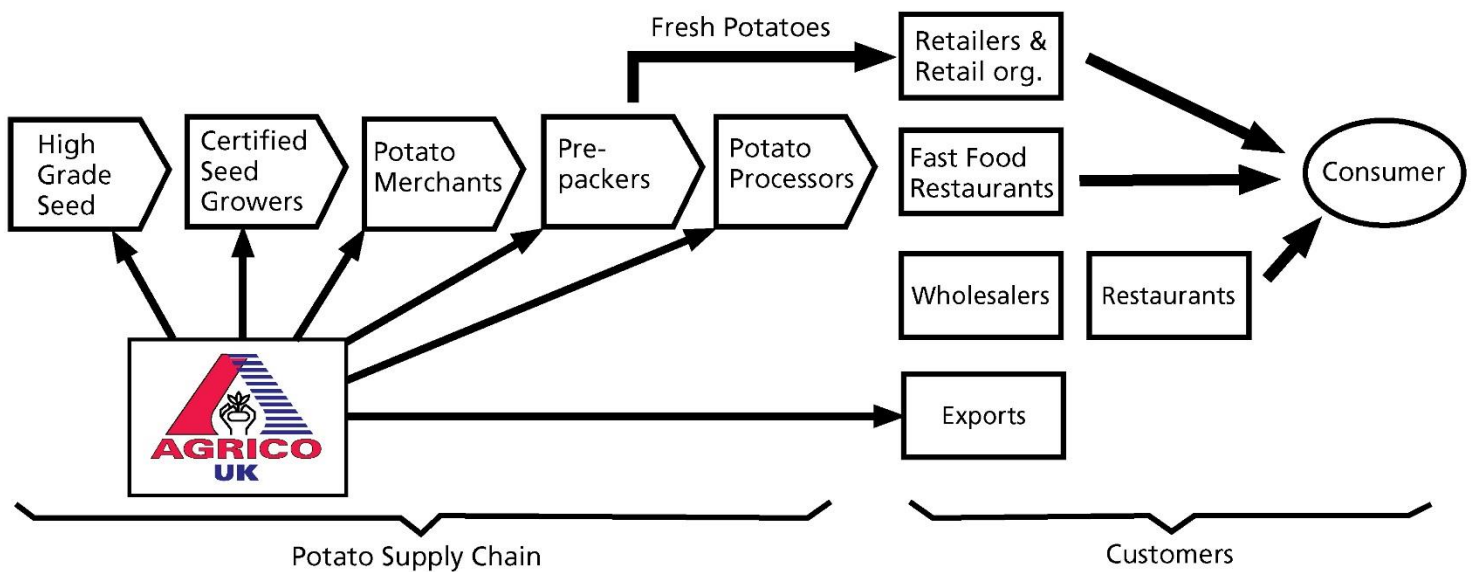 Fresh Potatoes
Retailers &
Retail org.
High
Grade
Seed
Certified
Seed
Growers
Potato
Merchants
Pre-
packers
Potato
Processors
Fast Food
Restaurants
Consumer
Wholesalers
Restaurants
AGRICO
UK
Exports
Potato Supply Chain
Customers